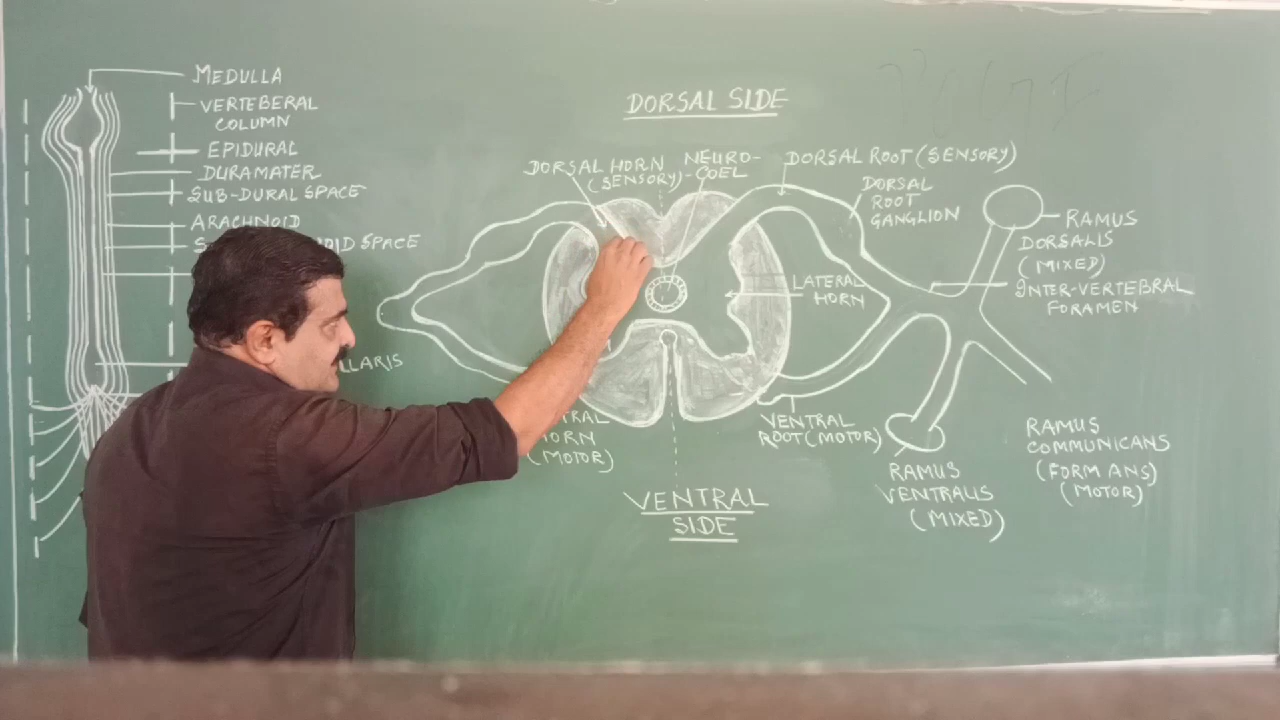 MEDULLA
VERTEBERAL
COLUMN
EPIDURAL
DURAMATER
SUB-DURAL SPACE
ARACHNOID
SPACE
DORSAL SIDE
DORSAL HORN
(SENSORY)
NEURO-
-COEL
DORSAL ROOT (SENSORY)
DORSAL
ROOT
GANGLION
RAMUS
DORSALIS
(MIXED)
INTER-VERTEBRAL
FORAMEN
LATERAL
HORN
HORN
(MOTOR)
VENTRAL
ROOT (MOTOR)
RAMUS
VENTRALIS
(MIXED)
RAMUS
COMMUNICANS
(FORM ANS)
(MOTOR)
VENTRAL
SIDE